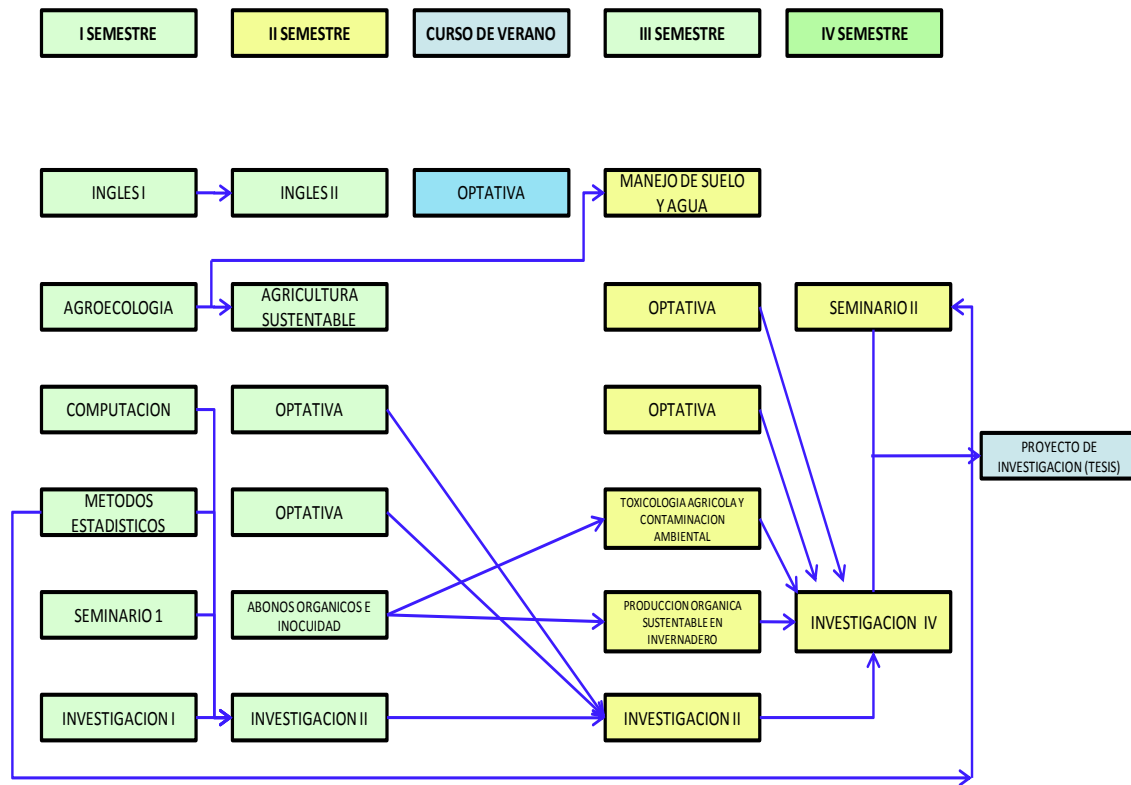 I SEMESTRE
II SEMESTRE
CURSO DE VERANO
III SEMESTRE
IV SEMESTRE
INGLES I
INGLES II
OPTATIVA
MANEJO DE SUELO
Y AGUA
AGROECOLOGIA
AGRICULTURA
SUSTENTABLE
OPTATIVA
SEMINARIO II
COMPUTACION
OPTATIVA
OPTATIVA
PROYECTO DE
INVESTIGACION (TESIS)
METODOS
ESTADISTICOS
OPTATIVA
TOXICOLOGIA AGRICOLA Y
CONTAMINACION
AMBIENTAL
SEMINARIO 1
ABONOS ORGANICOS E
INOCUIDAD
PRODUCCION ORGANICA
SUSTENTABLE EN
INVERNADERO
INVESTIGACION IV
INVESTIGACION I
INVESTIGACION II
INVESTIGACION II